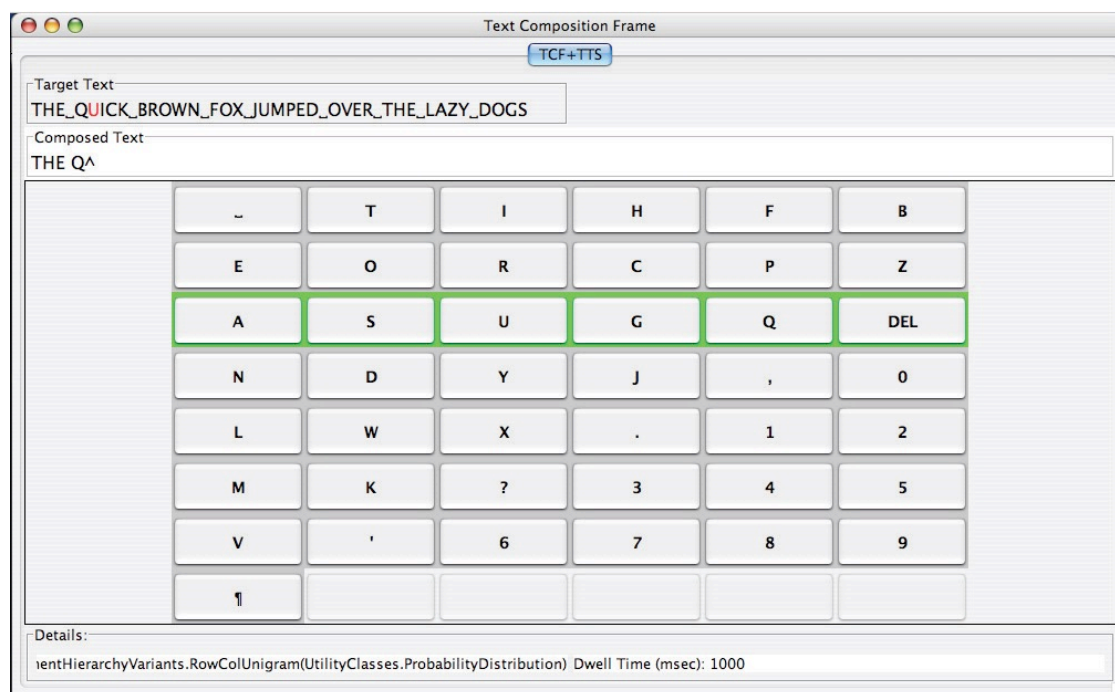 Text Composition Frame
TCF+TTS
Target Text
THE_QUICK_BROWN_FOX_JUMPED_OVER_THE_LAZY_DOGS
Composed Text
THE Q^
⎵ T I H F B
E O R C P Z
A S U G Q DEL
N D Y J , 0
L W X . 1 2
M K ? 3 4 5
V ' 6 7 8 9
¶
Details:
entHierarchyVariants.RowColUnigram(UtilityClasses.ProbabilityDistribution) Dwell Time (msec): 1000